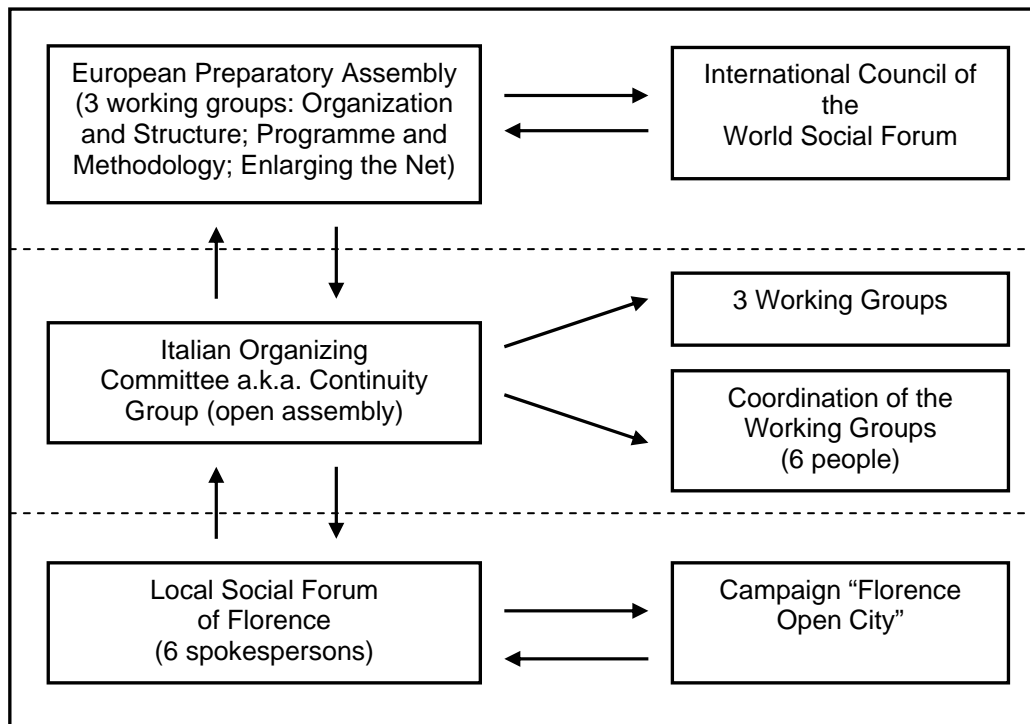 European Preparatory Assembly
(3 working groups: Organization
and Structure; Programme and
Methodology; Enlarging the Net)
International Council of
the
World Social Forum
Italian Organizing
Committee a.k.a. Continuity
Group (open assembly)
3 Working Groups
Coordination of the
Working Groups
(6 people)
Local Social Forum
of Florence
(6 spokespersons)
Campaign “Florence
Open City”